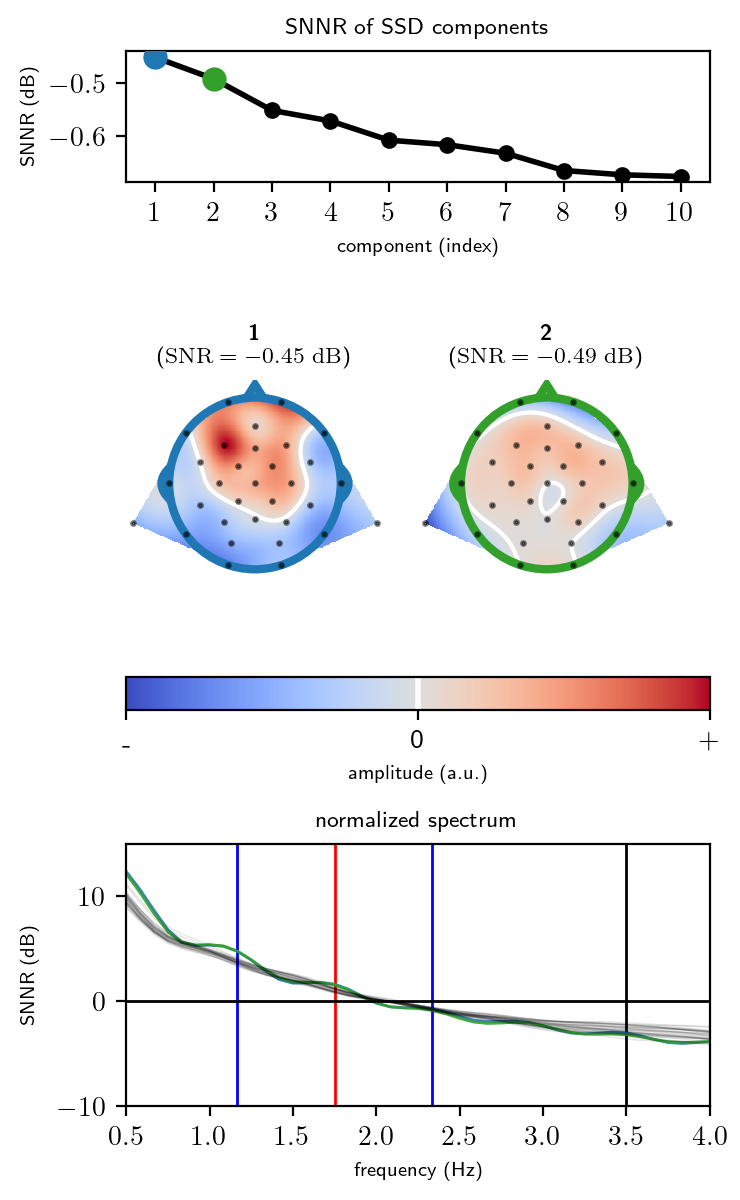 SNNR of SSD components
SNNR (dB)
−0.5
−0.6
1 2 3 4 5 6 7 8 9 10
component (index)
1 2
(SNR = −0.45 dB) (SNR = −0.49 dB)
- 0 +
amplitude (a.u.)
normalized spectrum
SNNR (dB)
10
0
−10
0.5 1.0 1.5 2.0 2.5 3.0 3.5 4.0
frequency (Hz)